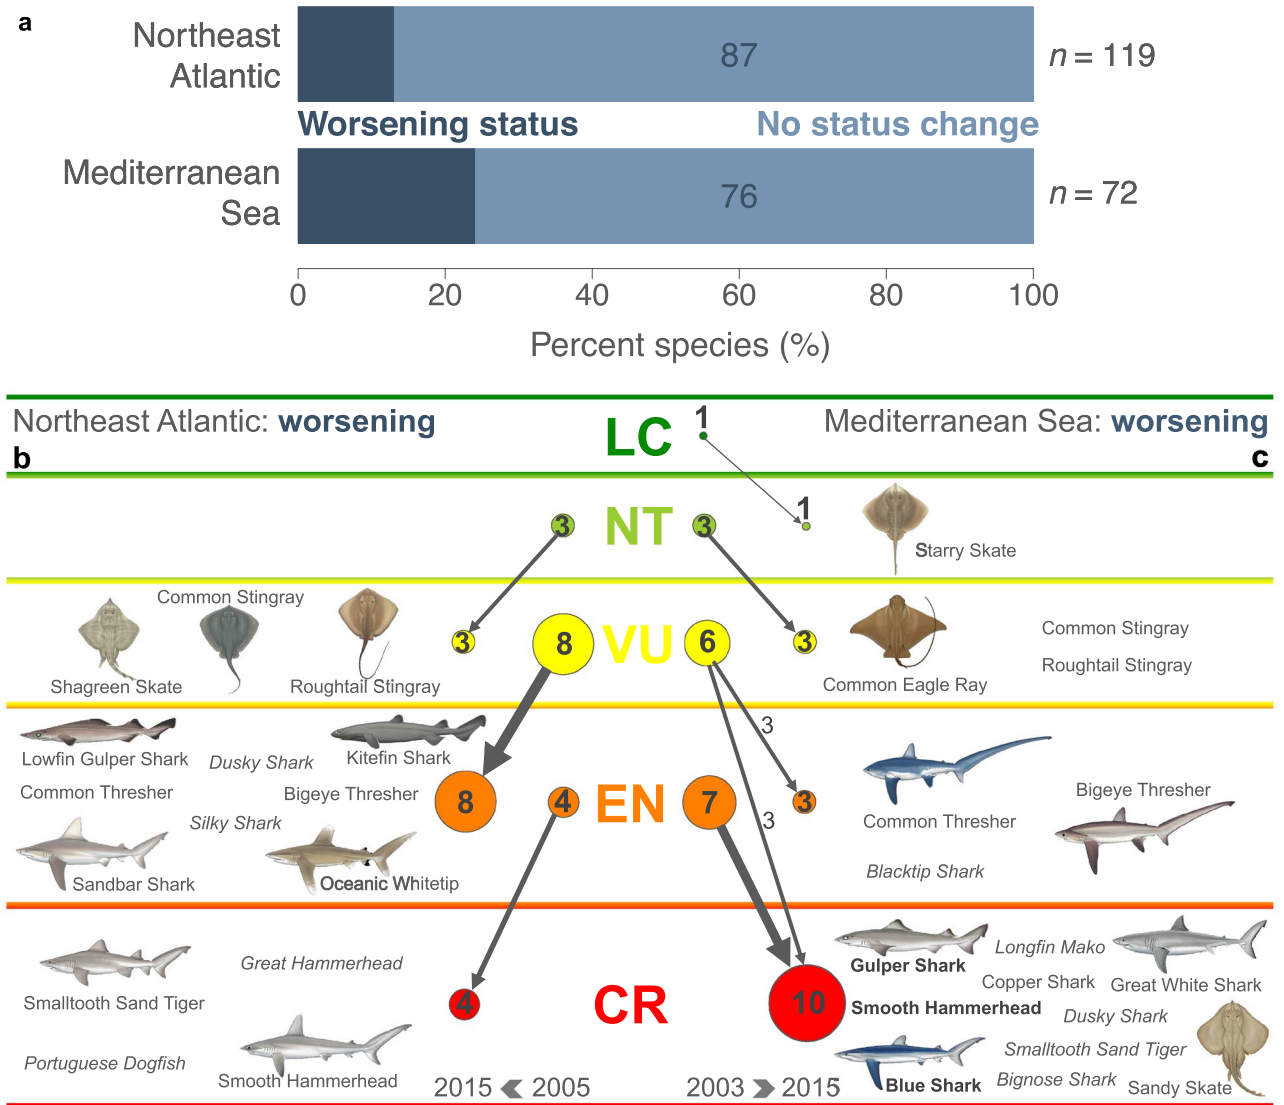 a
Northeast
Atlantic
87
n = 119
Worsening status
No status change
Mediterranean
Sea
76
n = 72
0 20 40 60 80 100
Percent species (%)
Northeast Atlantic: worsening
b
LC
1
Mediterranean Sea: worsening
c
3
NT
3
1
Starry Skate
Common Stingray
Shagreen Skate
Roughtail Stingray
3
8
VU
6
3
Common Eagle Ray
Common Stingray
Roughtail Stingray
Lowfin Gulper Shark
Dusky Shark
Kitefin Shark
Common Thresher
Bigeye Thresher
Silky Shark
Sandbar Shark
Oceanic Whitetip
8
4
EN
7
3
3
3
Common Thresher
Bigeye Thresher
Blacktip Shark
Smalltooth Sand Tiger
Great Hammerhead
Portuguese Dogfish
Smooth Hammerhead
4
CR
10
Gulper Shark
Longfin Mako
Copper Shark
Great White Shark
Smooth Hammerhead
Dusky Shark
Smalltooth Sand Tiger
Blue Shark
Bignose Shark
Sandy Skate
2015 2005
2003 2015